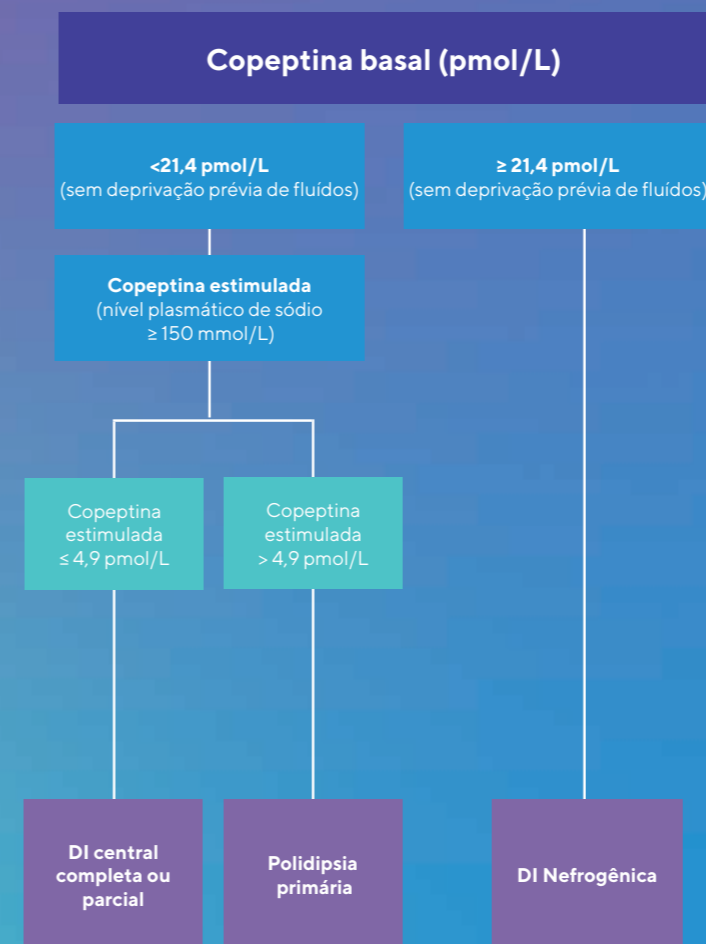 Copeptina basal (pmol/L)
<21,4 pmol/L
(sem deprivação prévia de fluídos)
≥ 21,4 pmol/L
(sem deprivação prévia de fluídos)
Copeptina estimulada
(nível plasmático de sódio
≥ 150 mmol/L)
Copeptina
estimulada
≤ 4,9 pmol/L
Copeptina
estimulada
> 4,9 pmol/L
DI central
completa ou
parcial
Polidipsia
primária
DI Nefrogênica